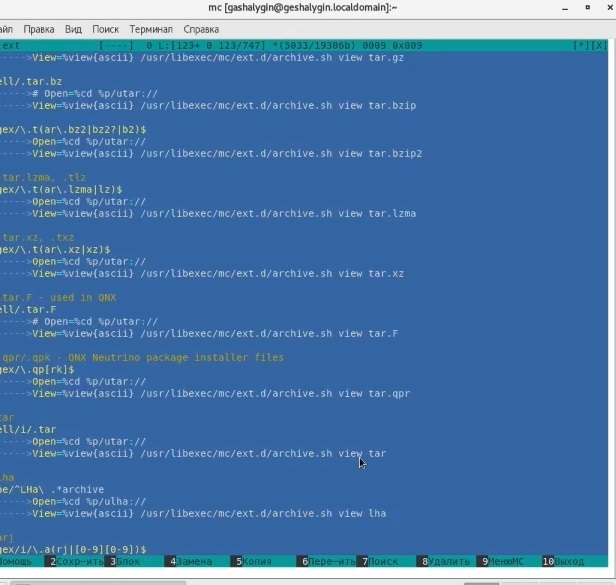 mc [gashalygin@geshalygin.localdomain]:~
айл Правка Вид Поиск Терминал Справка
ext [----] 0 L:[123+ 0 123/747] *(5033/19306b) 0009 0x009 [*][X]
----->View=%view{ascii} /usr/libexec/mc/ext.d/archive.sh view tar.gz
ell/.tar.bz
----->># Open=%cd %p/utar://
----->View=%view{ascii} /usr/libexec/mc/ext.d/archive.sh view tar.bzip
gex/\.t(ar\.bz2|bz2?|b2)$
----->Open=%cd %p/utar://
----->View=%view{ascii} /usr/libexec/mc/ext.d/archive.sh view tar.bzip2
.tar.lzma, .tlz
gex/\.t(ar\.lzma|lz)$
----->Open=%cd %p/utar://
----->View=%view{ascii} /usr/libexec/mc/ext.d/archive.sh view tar.lzma
.tar.xz, .txz
gex/\.t(ar\.xz|xz)$
----->Open=%cd %p/utar://
----->View=%view{ascii} /usr/libexec/mc/ext.d/archive.sh view tar.xz
.tar.F - used in QNX
ell/.tar.F
-----># Open=%cd %p/utar://
----->View=%view{ascii} /usr/libexec/mc/ext.d/archive.sh view tar.F
.qpr/.qpk - QNX Neutrino package installer files
gex/\.qp[rk]$
----->Open=%cd %p/utar://
----->View=%view{ascii} /usr/libexec/mc/ext.d/archive.sh view tar.qpr
tar
ell/i/.tar
----->Open=%cd %p/utar://
----->View=%view{ascii} /usr/libexec/mc/ext.d/archive.sh view tar
lha
pe/^LHa\ .*archive
----->Open=%cd %p/ulha://
----->View=%view{ascii} /usr/libexec/mc/ext.d/archive.sh view lha
arj
gex/i/\.a(rj|[0-9][0-9])$
омощь 2Сохр~ить 3Блок 4Замена 5Копия 6Пере~ить 7Поиск 8Удалить 9МенюMC 10Выход